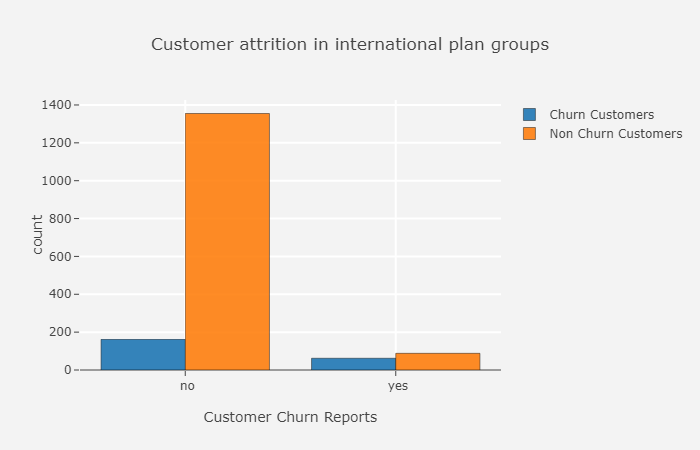 Customer attrition in international plan groups
Churn Customers
Non Churn Customers
1400
1200
1000
800
600
400
200
0
count
no
yes
Customer Churn Reports